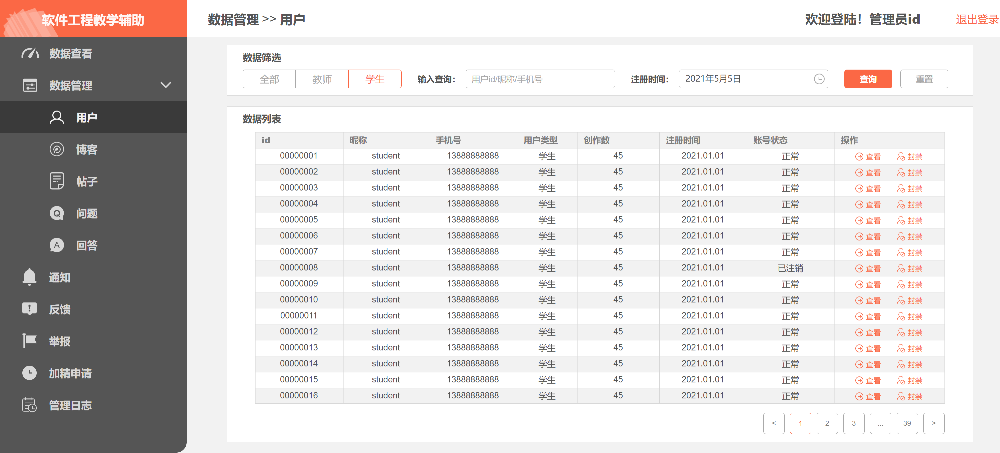 软件工程教学辅助
数据管理 >> 用户
欢迎登陆！管理员id
退出登录
数据查看
数据管理
用户
博客
帖子
问题
回答
通知
反馈
举报
加精申请
管理日志
数据筛选
全部 教师 学生 输入查询： 用户id/昵称/手机号 注册时间： 2021年5月5日 查询 重置
数据列表
id 昵称 手机号 用户类型 创作数 注册时间 账号状态 操作
00000001 student 13888888888 学生 45 2021.01.01 正常 查看 封禁
00000002 student 13888888888 学生 45 2021.01.01 正常 查看 封禁
00000003 student 13888888888 学生 45 2021.01.01 正常 查看 封禁
00000004 student 13888888888 学生 45 2021.01.01 正常 查看 封禁
00000005 student 13888888888 学生 45 2021.01.01 正常 查看 封禁
00000006 student 13888888888 学生 45 2021.01.01 正常 查看 封禁
00000007 student 13888888888 学生 45 2021.01.01 正常 查看 封禁
00000008 student 13888888888 学生 45 2021.01.01 已注销 查看 封禁
00000009 student 13888888888 学生 45 2021.01.01 正常 查看 封禁
00000010 student 13888888888 学生 45 2021.01.01 正常 查看 封禁
00000011 student 13888888888 学生 45 2021.01.01 正常 查看 封禁
00000012 student 13888888888 学生 45 2021.01.01 正常 查看 封禁
00000013 student 13888888888 学生 45 2021.01.01 正常 查看 封禁
00000014 student 13888888888 学生 45 2021.01.01 正常 查看 封禁
00000015 student 13888888888 学生 45 2021.01.01 正常 查看 封禁
00000016 student 13888888888 学生 45 2021.01.01 正常 查看 封禁
< 1 2 3 ... 39 >